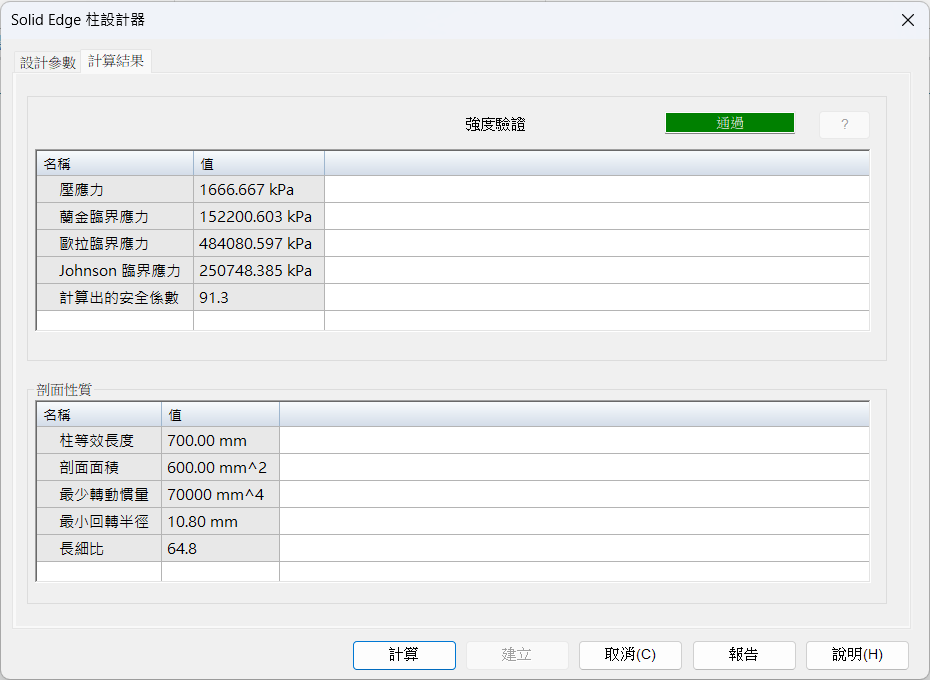 Solid Edge 柱設計器
設計參數 計算結果
強度驗證 通過 ?
名稱 值
壓應力 1666.667 kPa
蘭金臨界應力 152200.603 kPa
歐拉臨界應力 484080.597 kPa
Johnson 臨界應力 250748.385 kPa
計算出的安全係數 91.3
剖面性質
名稱 值
柱等效長度 700.00 mm
剖面面積 600.00 mm^2
最少轉動慣量 70000 mm^4
最小回轉半徑 10.80 mm
長細比 64.8
計算 建立 取消(C) 報告 說明(H)